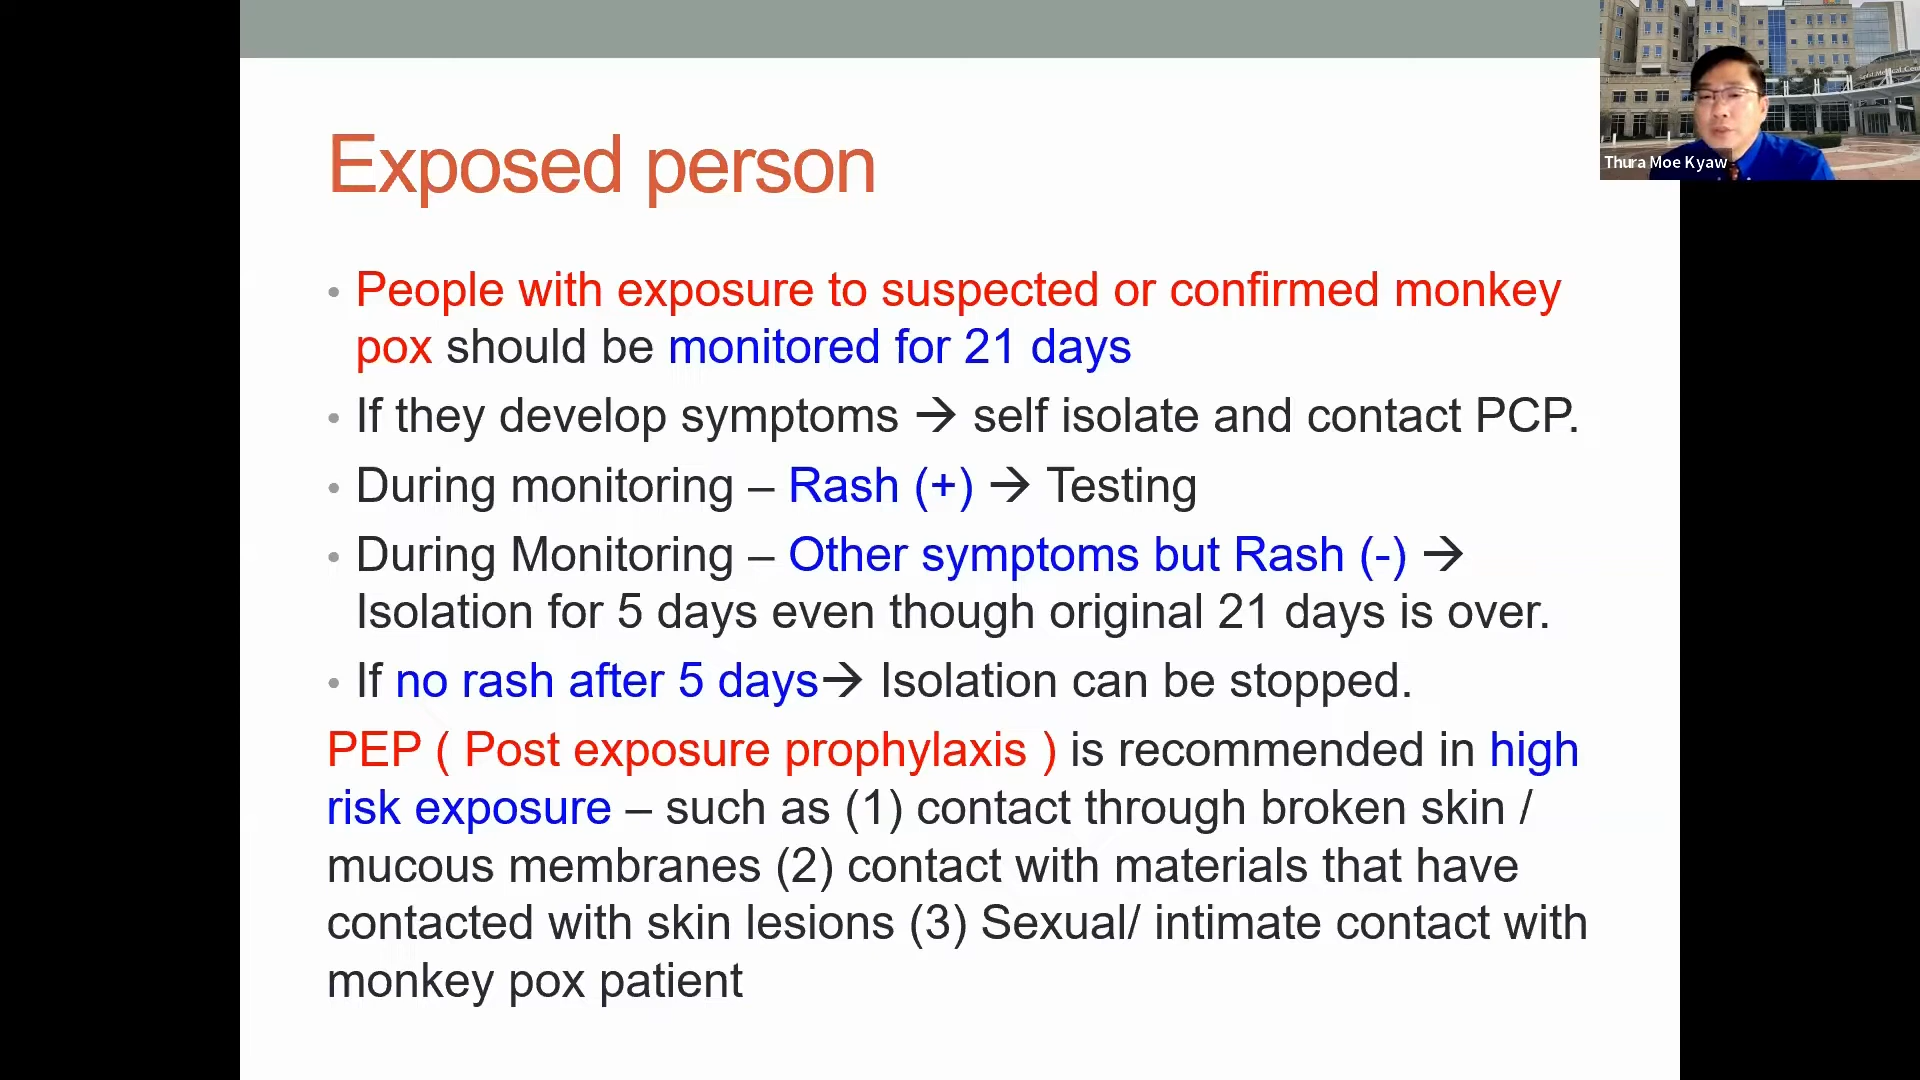 Exposed person
• People with exposure to suspected or confirmed monkey
pox should be monitored for 21 days
• If they develop symptoms → self isolate and contact PCP.
• During monitoring – Rash (+) → Testing
• During Monitoring – Other symptoms but Rash (-) →
Isolation for 5 days even though original 21 days is over.
• If no rash after 5 days→ Isolation can be stopped.
PEP ( Post exposure prophylaxis ) is recommended in high
risk exposure – such as (1) contact through broken skin /
mucous membranes (2) contact with materials that have
contacted with skin lesions (3) Sexual/ intimate contact with
monkey pox patient
Thura Moe Kyaw